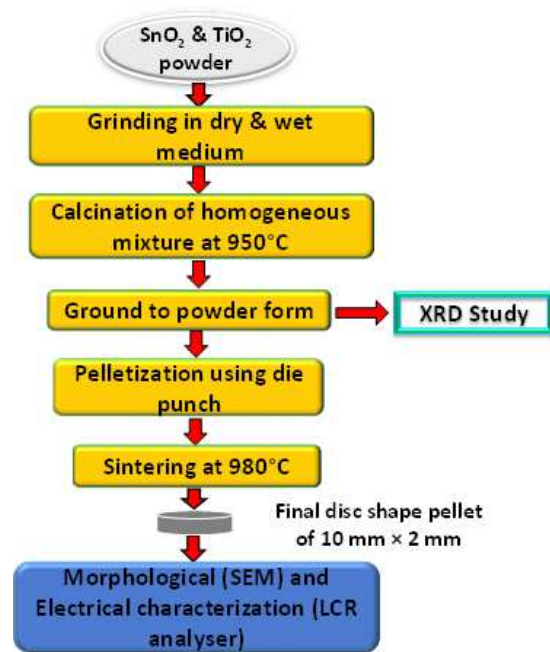 SnO₂ & TiO₂
powder
Grinding in dry & wet
medium
Calcination of homogeneous
mixture at 950°C
Ground to powder form
XRD Study
Pelletization using die
punch
Sintering at 980°C
Final disc shape pellet
of 10 mm × 2 mm
Morphological (SEM) and
Electrical characterization (LCR
analyser)